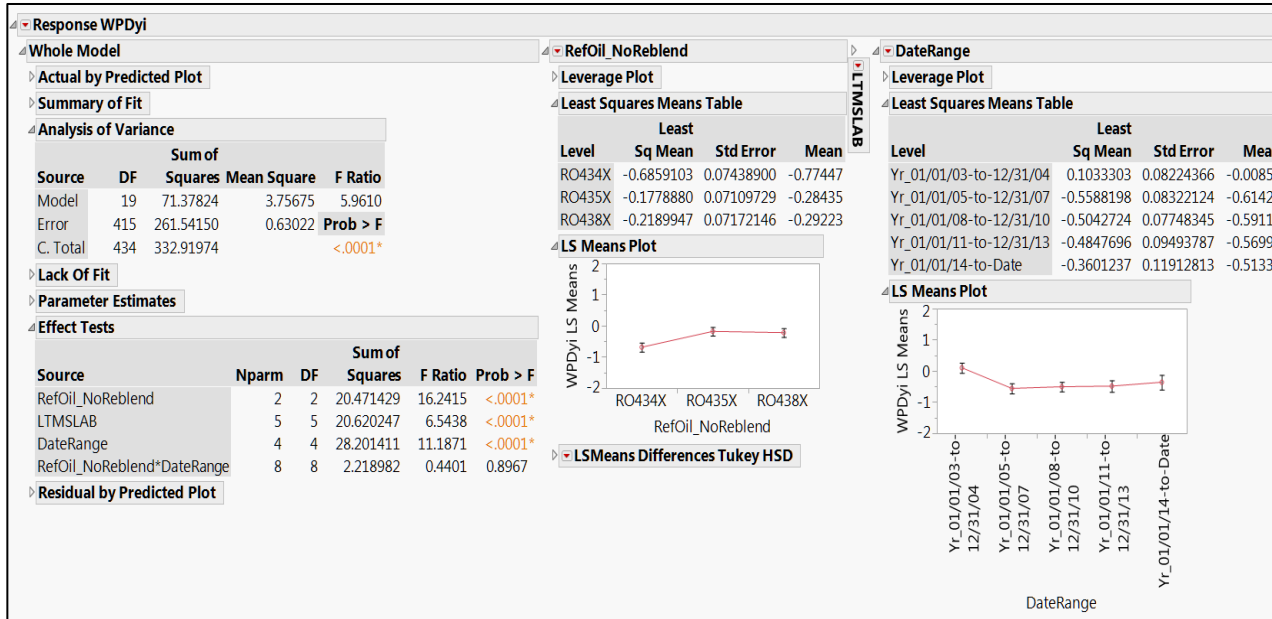 Response WPDyi
Whole Model
Actual by Predicted Plot
Summary of Fit
Analysis of Variance
Sum of
Source DF Squares Mean Square F Ratio
Model 19 71.37824 3.75675 5.9610
Error 415 261.54150 0.63022 Prob > F
C. Total 434 332.91974 <.0001*
Lack Of Fit
Parameter Estimates
Effect Tests
Sum of
Source Nparm DF Squares F Ratio Prob > F
RefOil_NoReblend 2 2 20.471429 16.2415 <.0001*
LTMSLAB 5 5 20.620247 6.5438 <.0001*
DateRange 4 4 28.201411 11.1871 <.0001*
RefOil_NoReblend*DateRange 8 8 2.218982 0.4401 0.8967
Residual by Predicted Plot
RefOil_NoReblend
Leverage Plot
Least Squares Means Table
Least
Level Sq Mean Std Error Mean
RO434X -0.6859103 0.07438900 -0.77447
RO435X -0.1778880 0.07109729 -0.28435
RO438X -0.2189947 0.07172146 -0.29223
LS Means Plot
WPDyi LS Means
2
1
0
-1
-2
RO434X RO435X RO438X
RefOil_NoReblend
LSMeans Differences Tukey HSD
LTMSLAB
DateRange
Leverage Plot
Least Squares Means Table
Least
Level Sq Mean Std Error Mea
Yr_01/01/03-to-12/31/04 0.1033303 0.08224366 -0.0085
Yr_01/01/05-to-12/31/07 -0.5588198 0.08322124 -0.6142
Yr_01/01/08-to-12/31/10 -0.5042724 0.07748345 -0.5911
Yr_01/01/11-to-12/31/13 -0.4847696 0.09493787 -0.5699
Yr_01/01/14-to-Date -0.3601237 0.11912813 -0.5133
LS Means Plot
WPDyi LS Means
2
1
0
-1
-2
Yr_01/01/03-to
12/31/04
Yr_01/01/05-to
12/31/07
Yr_01/01/08-to
12/31/10
Yr_01/01/11-to
12/31/13
Yr_01/01/14-to-Date
DateRange